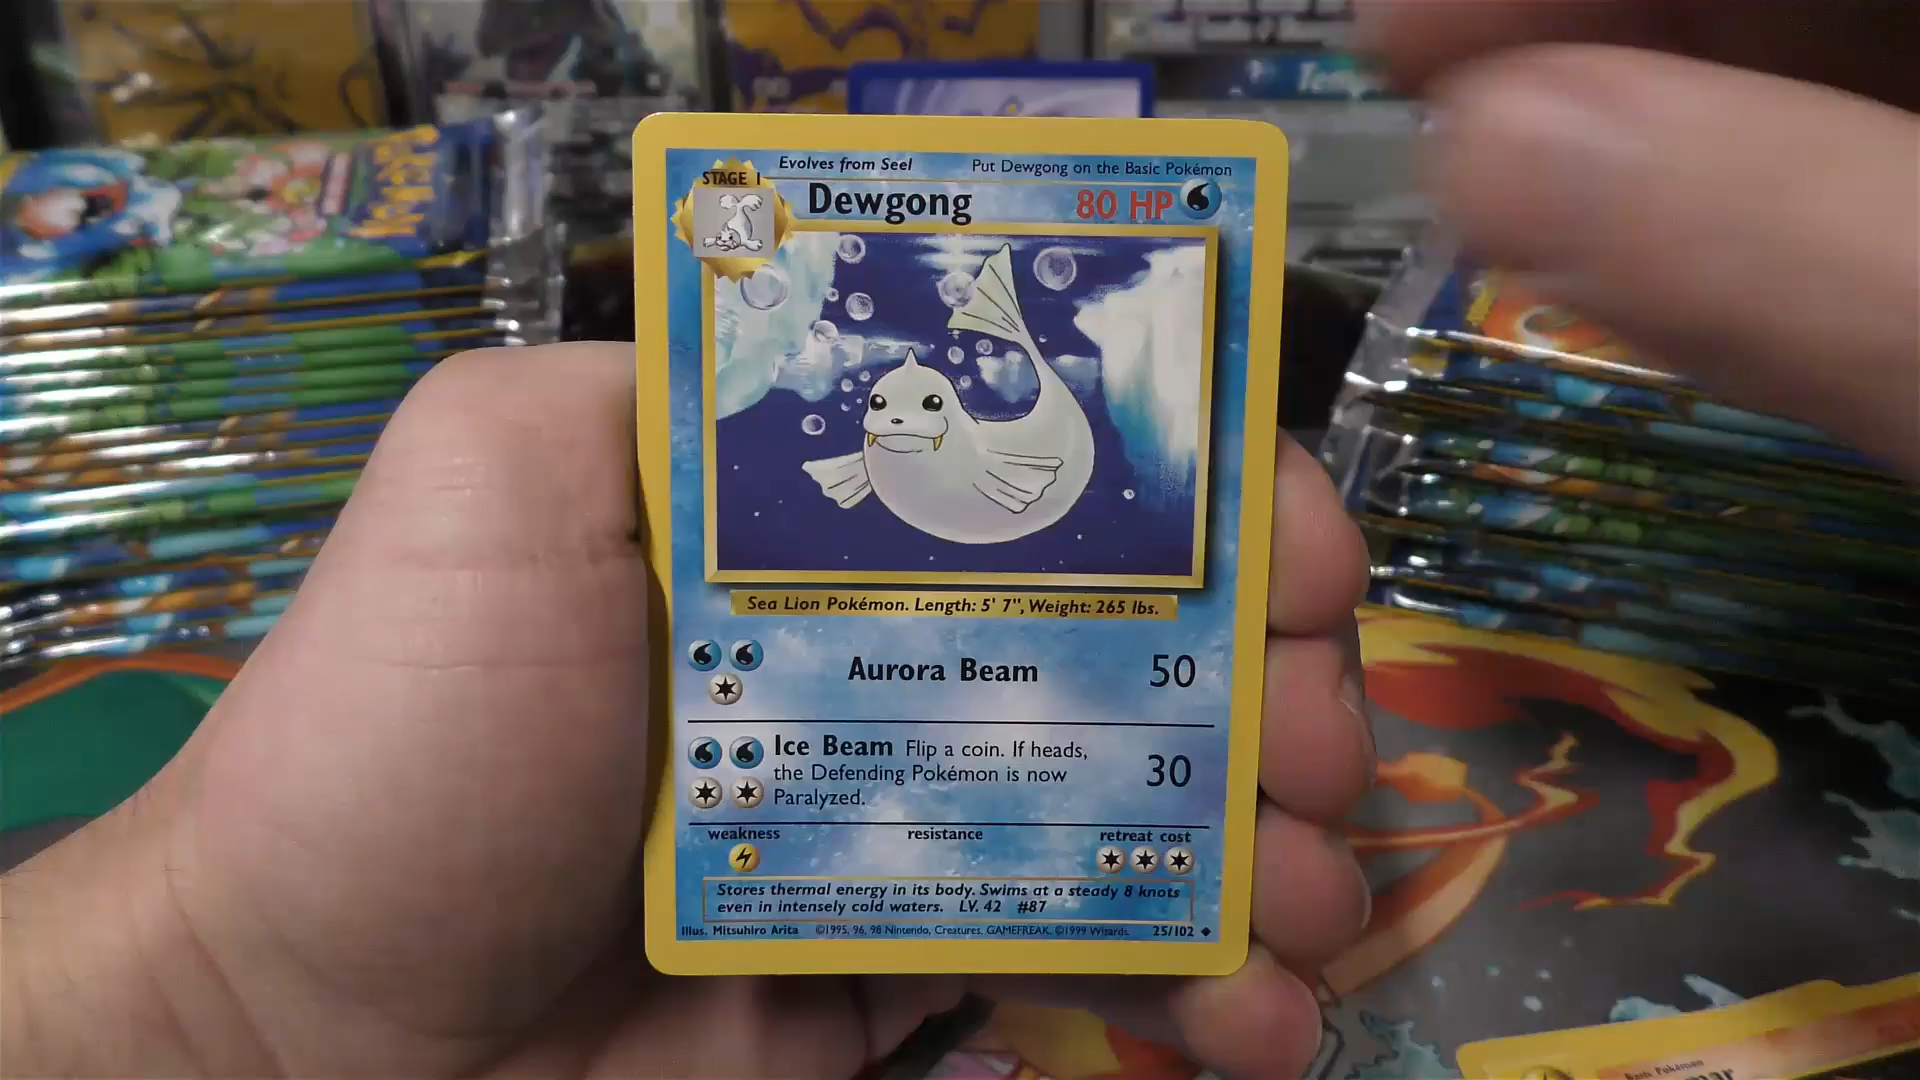 Evolves from Seel
Put Dewgong on the Basic Pokémon
STAGE 1
Dewgong
80 HP
Sea Lion Pokémon. Length: 5' 7", Weight: 265 lbs.
Aurora Beam
50
Ice Beam Flip a coin. If heads,
the Defending Pokémon is now
Paralyzed.
30
weakness
resistance
retreat cost
Stores thermal energy in its body. Swims at a steady 8 knots
even in intensely cold waters. LV. 42 #87
Illus. Mitsuhiro Arita
©1995, 96, 98 Nintendo, Creatures, GAMEFREAK. ©1999 Wizards.
25/102
Basic Pokémon